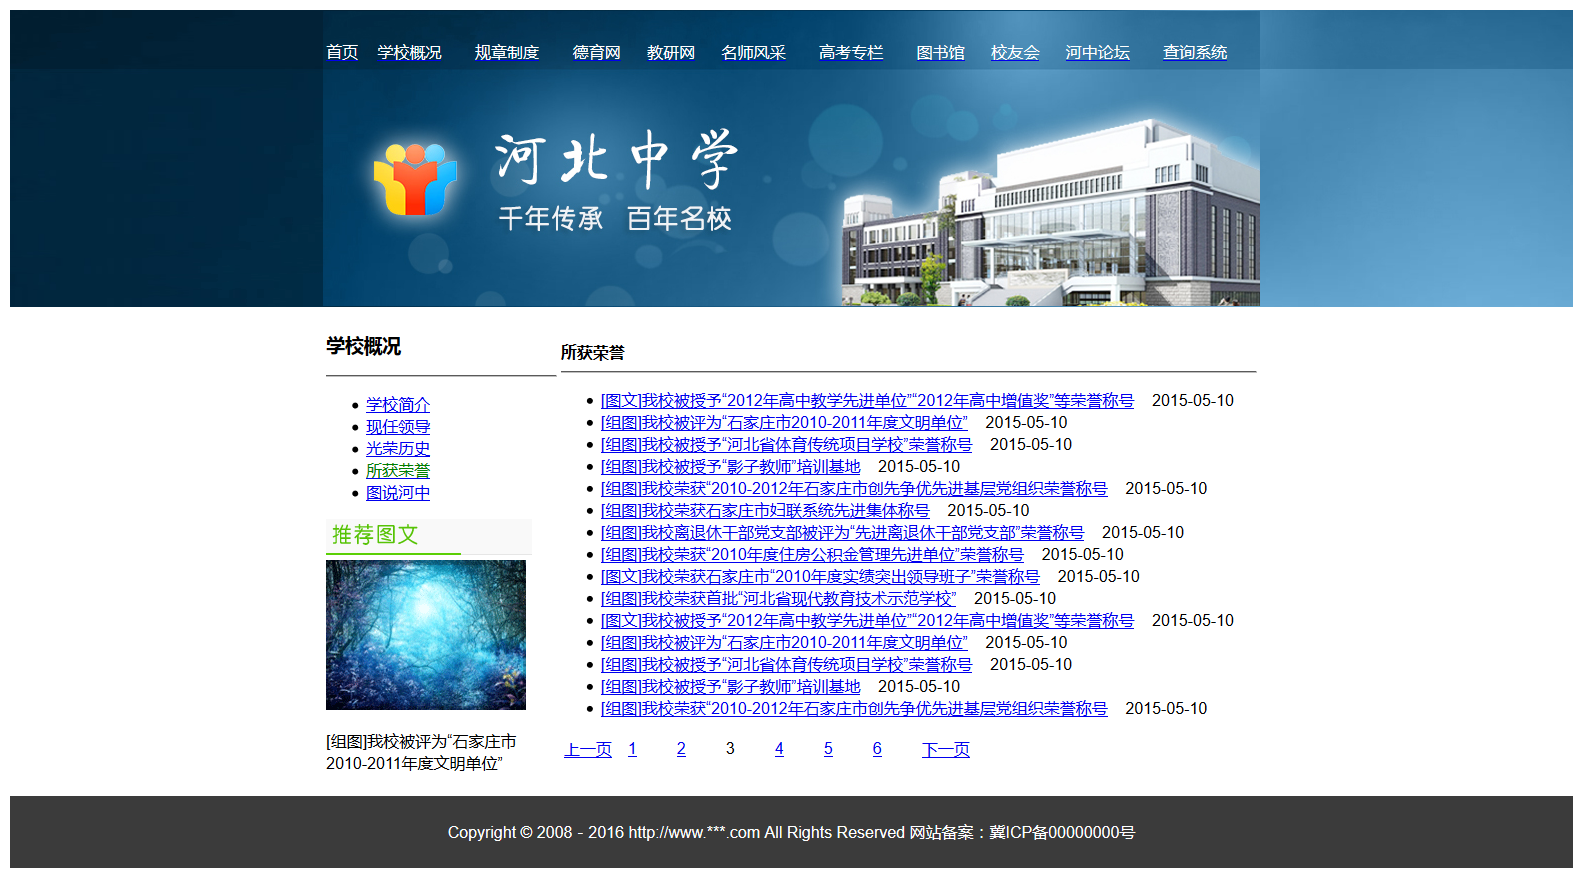 首页 学校概况 规章制度 德育网 教研网 名师风采 高考专栏 图书馆 校友会 河中论坛 查询系统
河北中学
千年传承 百年名校
学校概况
学校简介
现任领导
光荣历史
所获荣誉
图说河中
推荐图文
[组图]我校被评为“石家庄市
2010-2011年度文明单位”
所获荣誉
[图文]我校被授予“2012年高中教学先进单位”“2012年高中增值奖”等荣誉称号 2015-05-10
[组图]我校被评为“石家庄市2010-2011年度文明单位” 2015-05-10
[组图]我校被授予“河北省体育传统项目学校”荣誉称号 2015-05-10
[组图]我校被授予“影子教师”培训基地 2015-05-10
[组图]我校荣获“2010-2012年石家庄市创先争优先进基层党组织荣誉称号 2015-05-10
[组图]我校荣获石家庄市妇联系统先进集体称号 2015-05-10
[组图]我校离退休干部党支部被评为“先进离退休干部党支部”荣誉称号 2015-05-10
[组图]我校荣获“2010年度住房公积金管理先进单位”荣誉称号 2015-05-10
[图文]我校荣获石家庄市“2010年度实绩突出领导班子”荣誉称号 2015-05-10
[组图]我校荣获首批“河北省现代教育技术示范学校” 2015-05-10
[图文]我校被授予“2012年高中教学先进单位”“2012年高中增值奖”等荣誉称号 2015-05-10
[组图]我校被评为“石家庄市2010-2011年度文明单位” 2015-05-10
[组图]我校被授予“河北省体育传统项目学校”荣誉称号 2015-05-10
[组图]我校被授予“影子教师”培训基地 2015-05-10
[组图]我校荣获“2010-2012年石家庄市创先争优先进基层党组织荣誉称号 2015-05-10
上一页 1 2 3 4 5 6 下一页
Copyright © 2008 - 2016 http://www.***.com All Rights Reserved 网站备案：冀ICP备00000000号